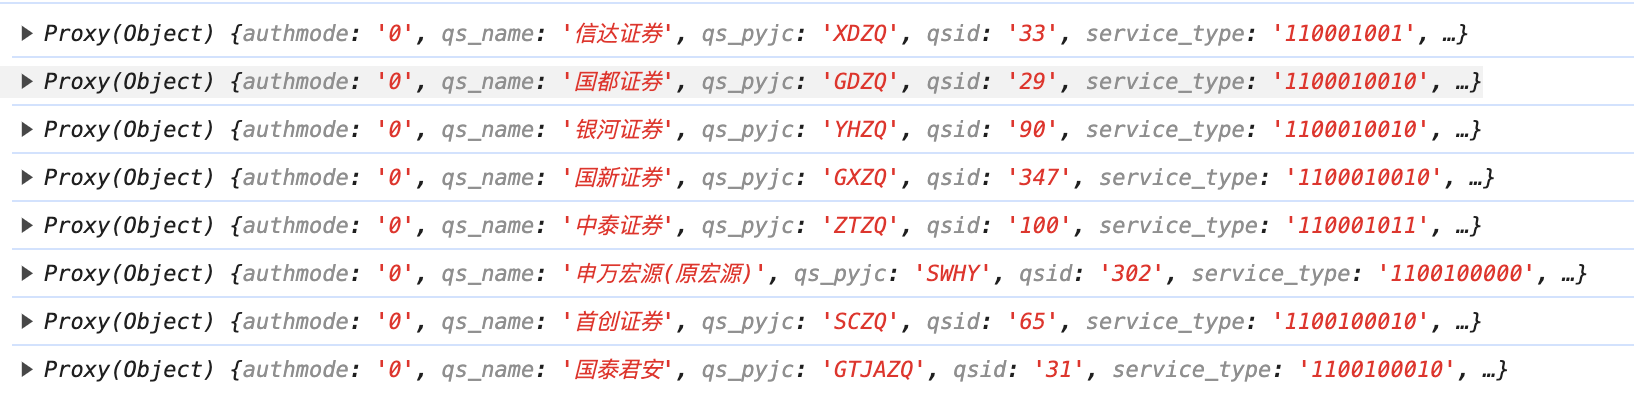 ▶ Proxy(Object) {authmode: '0', qs_name: '信达证券', qs_pyjc: 'XDZQ', qsid: '33', service_type: '110001001', …}
▶ Proxy(Object) {authmode: '0', qs_name: '国都证券', qs_pyjc: 'GDZQ', qsid: '29', service_type: '1100010010', …}
▶ Proxy(Object) {authmode: '0', qs_name: '银河证券', qs_pyjc: 'YHZQ', qsid: '90', service_type: '1100010010', …}
▶ Proxy(Object) {authmode: '0', qs_name: '国新证券', qs_pyjc: 'GXZQ', qsid: '347', service_type: '1100010010', …}
▶ Proxy(Object) {authmode: '0', qs_name: '中泰证券', qs_pyjc: 'ZTZQ', qsid: '100', service_type: '110001011', …}
▶ Proxy(Object) {authmode: '0', qs_name: '申万宏源(原宏源)', qs_pyjc: 'SWHY', qsid: '302', service_type: '1100100000', …}
▶ Proxy(Object) {authmode: '0', qs_name: '首创证券', qs_pyjc: 'SCZQ', qsid: '65', service_type: '1100100010', …}
▶ Proxy(Object) {authmode: '0', qs_name: '国泰君安', qs_pyjc: 'GTJAZQ', qsid: '31', service_type: '1100100010', …}